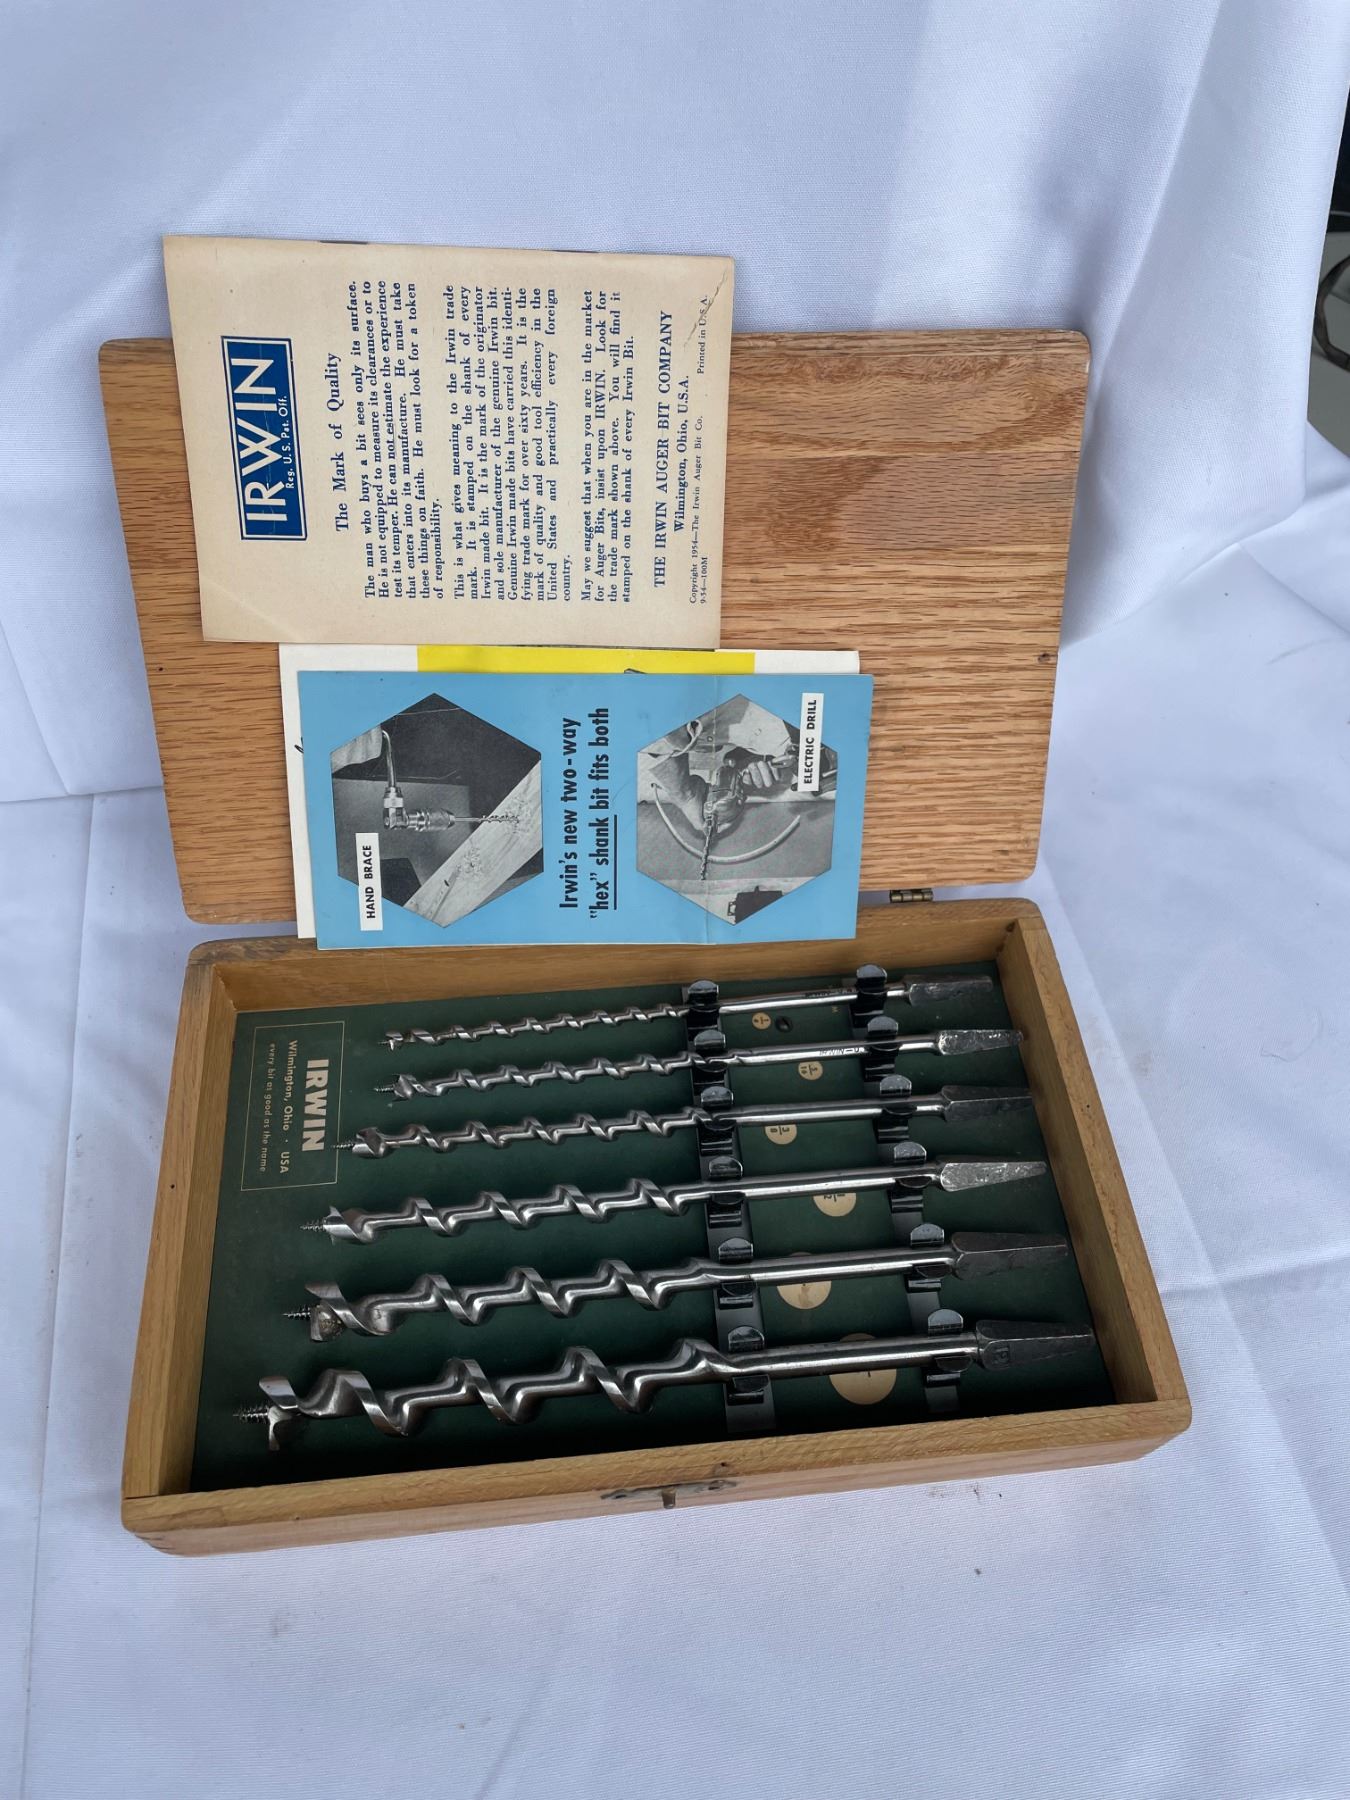 IRWIN
Reg. U.S. Pat. Off.
The Mark of Quality
The man who buys a bit sees only its surface.
He is not equipped to measure its clearances or to
test its temper. He can not estimate the experience
that enters into its manufacture. He must take
these things on faith. He must look for a token
of responsibility.
This is what gives meaning to the Irwin trade
mark. It is stamped on the shank of every
Irwin made bit. It is the mark of the originator
and sole manufacturer of the genuine Irwin bit.
Genuine Irwin made bits have carried this identi-
fying trade mark for over sixty years. It is the
mark of quality and good tool efficiency in the
United States and practically every foreign
country.
May we suggest that when you are in the market
for Auger Bits, insist upon IRWIN. Look for
the trade mark shown above. You will find it
stamped on the shank of every Irwin Bit.
THE IRWIN AUGER BIT COMPANY
Wilmington, Ohio, U.S.A.
Copyright 1954—The Irwin Auger Bit Co. Printed in U.S.A.
9-54—100M
HAND BRACE
Irwin's new two-way
"hex" shank bit fits both
ELECTRIC DRILL
IRWIN
Wilmington, Ohio · USA
every bit as good as the name
1/4
5/16
3/8
1/2
1